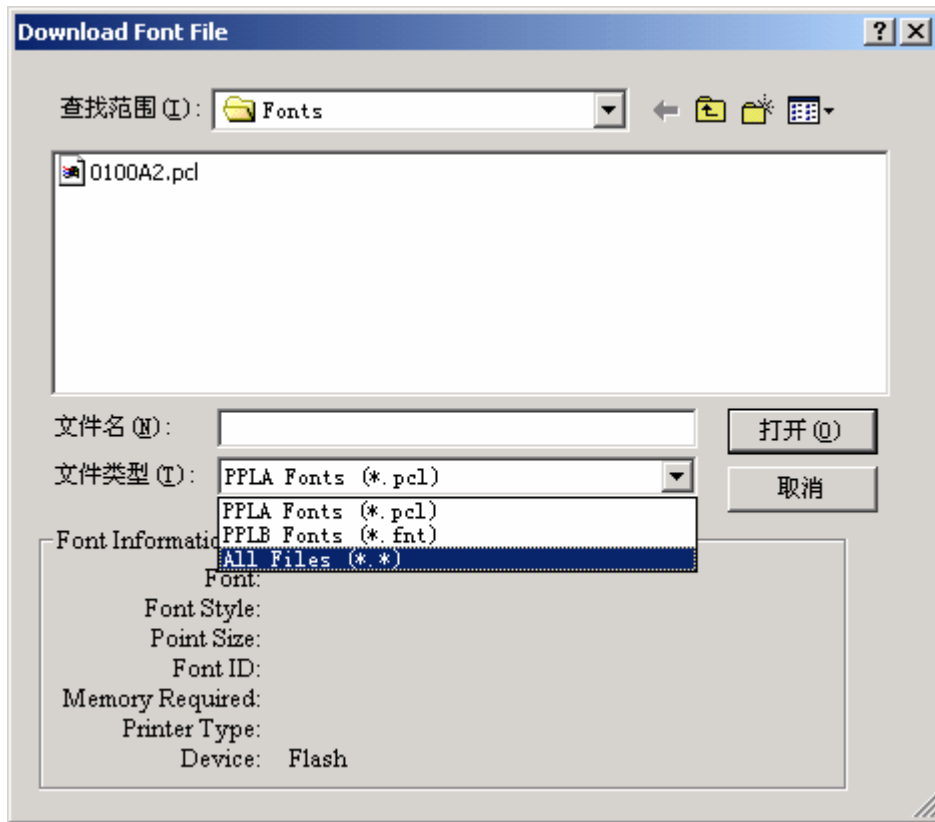 Download Font File
查找范围(I): Fonts
0100A2.pcl
文件名(N):
打开(O)
文件类型(T): PPLA Fonts (*.pcl)
取消
PPLA Fonts (*.pcl)
PPLB Fonts (*.fnt)
All Files (*.*)
Font Informatio
Font:
Font Style:
Point Size:
Font ID:
Memory Required:
Printer Type:
Device: Flash